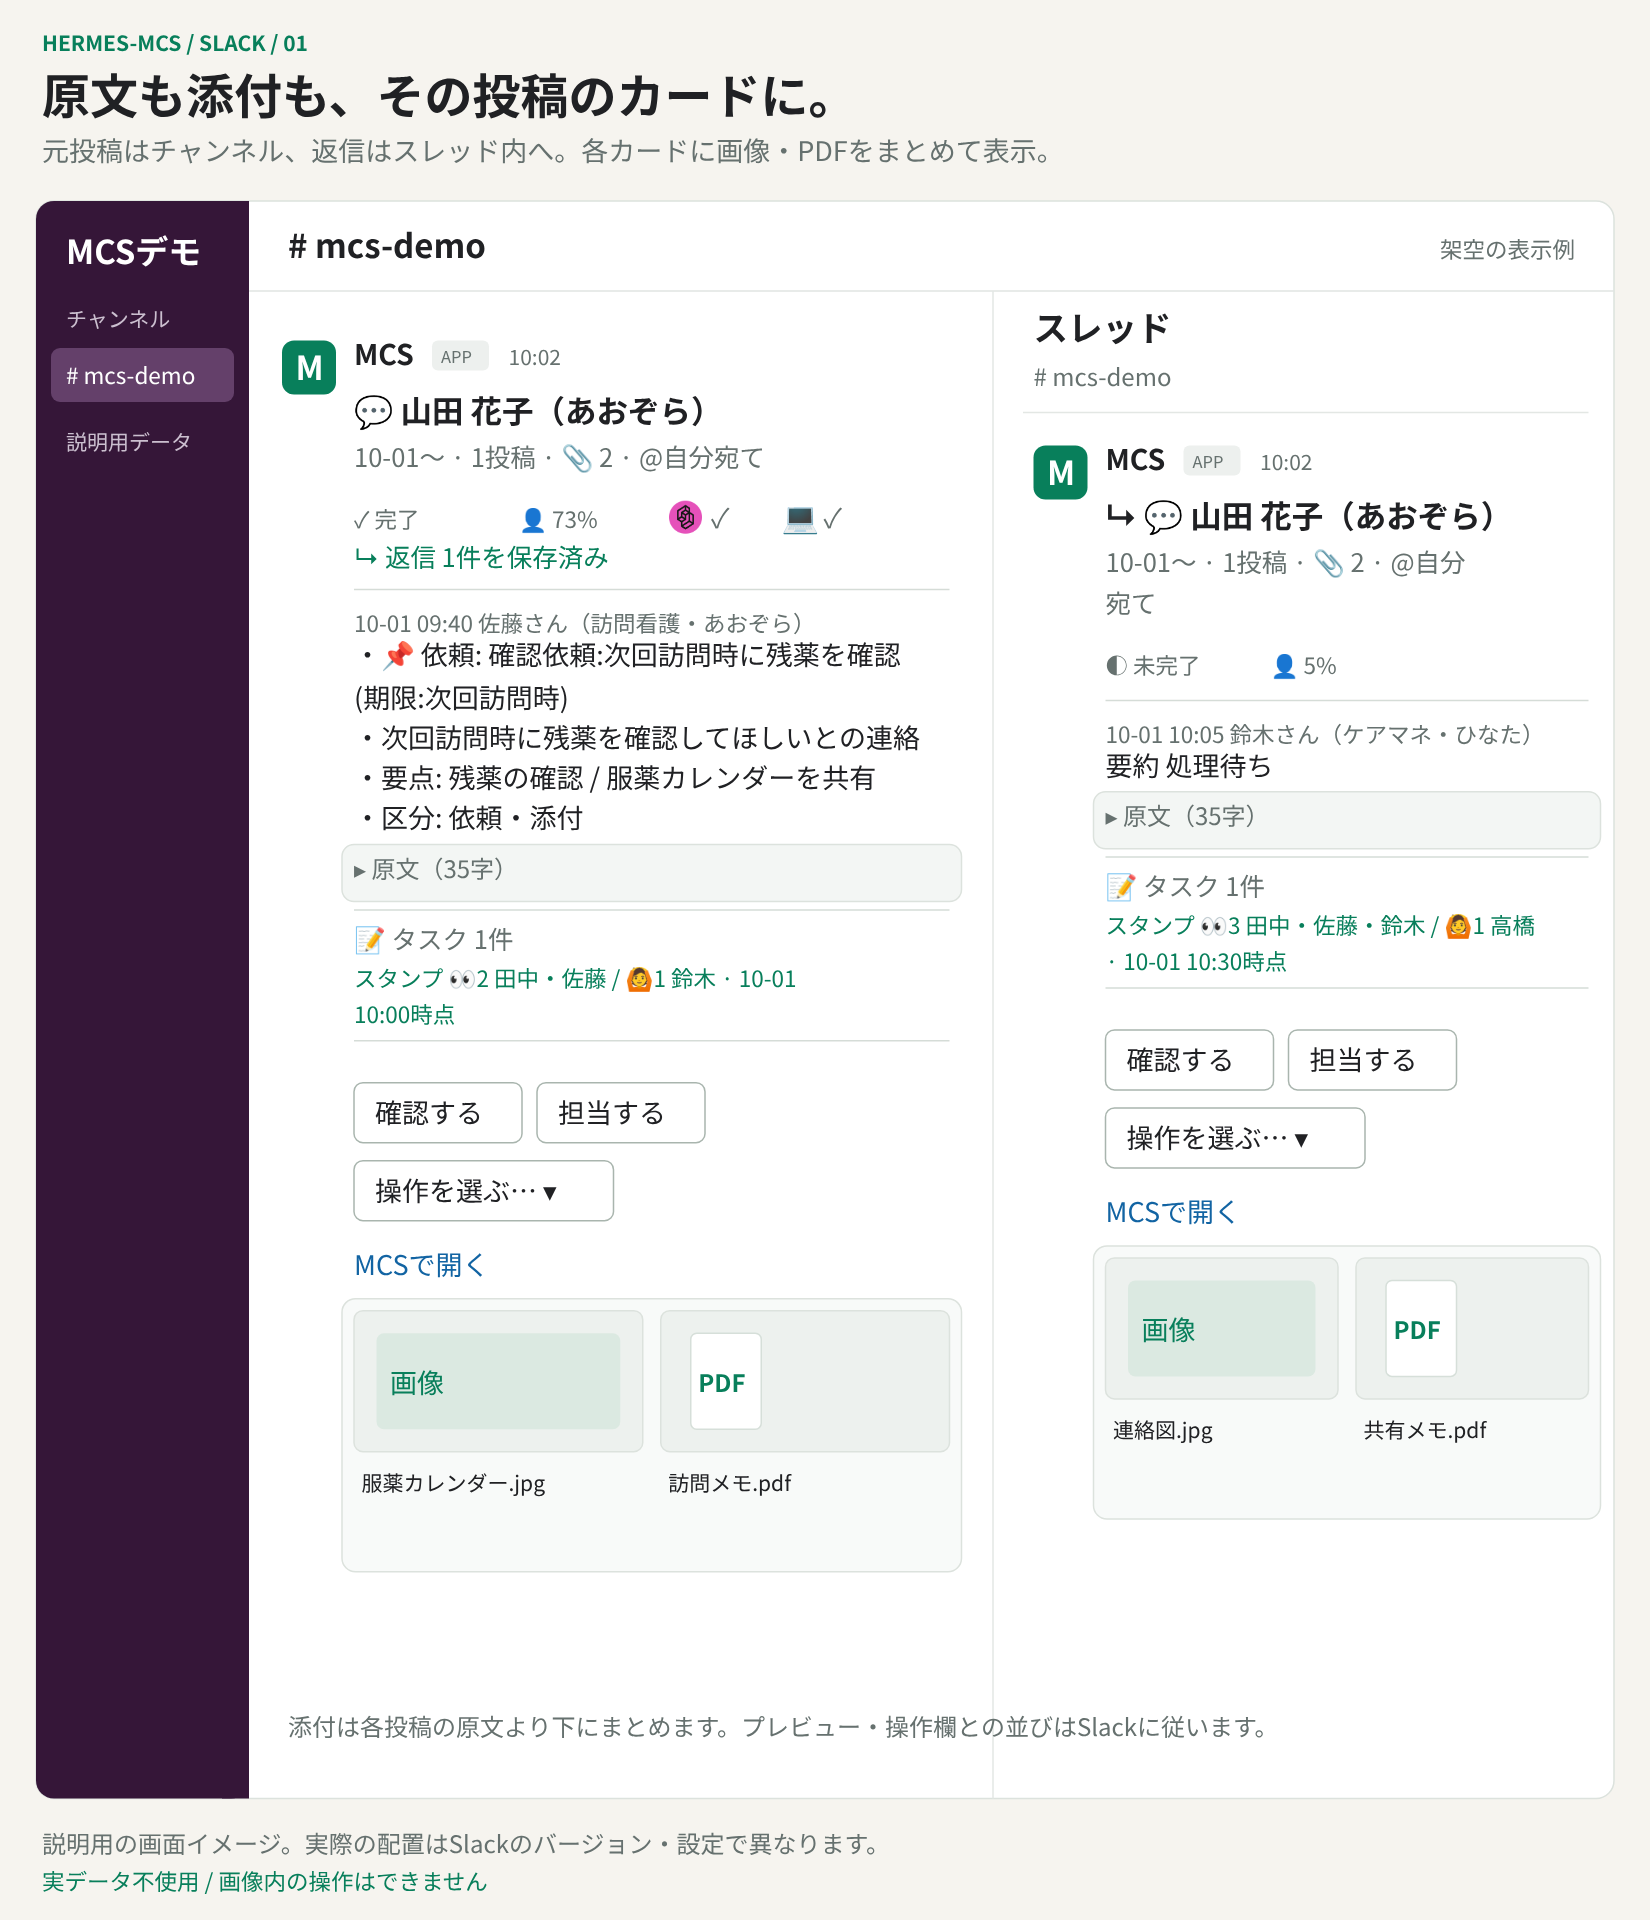 HERMES-MCS / SLACK / 01
原文も添付も、その投稿のカードに。
元投稿はチャンネル、返信はスレッド内へ。各カードに画像・PDFをまとめて表示。
MCSデモ
チャンネル
# mcs-demo
説明用データ
# mcs-demo
架空の表示例
M
MCS APP 10:02
💬 山田 花子（あおぞら）
10-01〜 · 1投稿 · 📎 2 · @自分宛て
✓ 完了 👤 73% ✓ 💻 ✓
↳ 返信 1件を保存済み
10-01 09:40 佐藤さん（訪問看護・あおぞら）
・📌 依頼: 確認依頼:次回訪問時に残薬を確認
(期限:次回訪問時)
・次回訪問時に残薬を確認してほしいとの連絡
・要点: 残薬の確認 / 服薬カレンダーを共有
・区分: 依頼・添付
▸ 原文（35字）
📝 タスク 1件
スタンプ 👀2 田中・佐藤 / 🙆1 鈴木 · 10-01
10:00時点
確認する 担当する
操作を選ぶ… ▾
MCSで開く
画像 PDF
服薬カレンダー.jpg 訪問メモ.pdf
スレッド
# mcs-demo
M
MCS APP 10:02
↳ 💬 山田 花子（あおぞら）
10-01〜 · 1投稿 · 📎 2 · @自分
宛て
◐ 未完了 👤 5%
10-01 10:05 鈴木さん（ケアマネ・ひなた）
要約 処理待ち
▸ 原文（35字）
📝 タスク 1件
スタンプ 👀3 田中・佐藤・鈴木 / 🙆1 高橋
· 10-01 10:30時点
確認する 担当する
操作を選ぶ… ▾
MCSで開く
画像 PDF
連絡図.jpg 共有メモ.pdf
添付は各投稿の原文より下にまとめます。プレビュー・操作欄との並びはSlackに従います。
説明用の画面イメージ。実際の配置はSlackのバージョン・設定で異なります。
実データ不使用 / 画像内の操作はできません